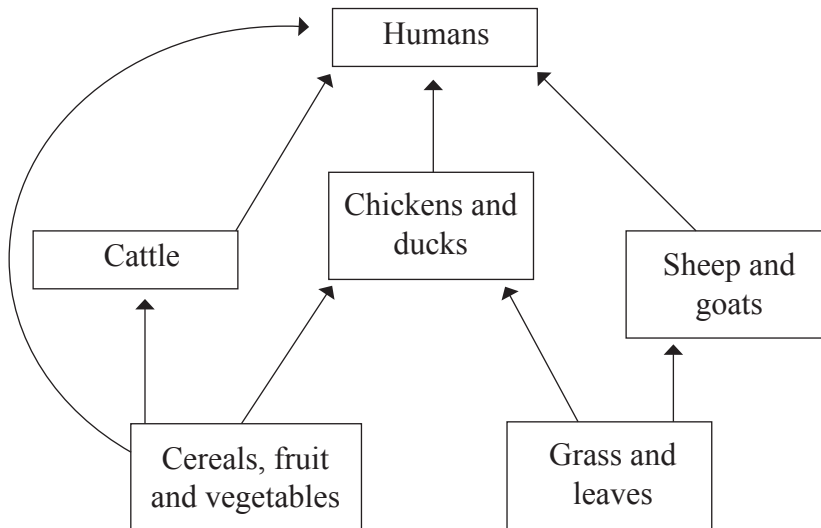 Humans
Chickens and
ducks
Cattle
Sheep and
goats
Cereals, fruit
and vegetables
Grass and
leaves